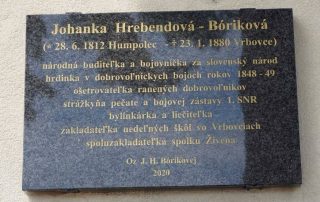 Johanka Hrebendová - Bóriková
(* 28. 6. 1812 Humpolec - † 23. 1. 1880 Vrbovce)
národná buditeľka a bojovníčka za slovenský národ
hrdinka v dobrovoľníckych bojoch rokov 1848 - 49
ošetrovateľka ranených dobrovoľníkov
strážkyňa pečate a bojovej zástavy 1. SNR
bylinkárka a liečiteľka
zakladateľka nedeľných škôl vo Vrbovciach
spoluzakladateľka spolku Živena
Oz J. H. Bórikovej
2020